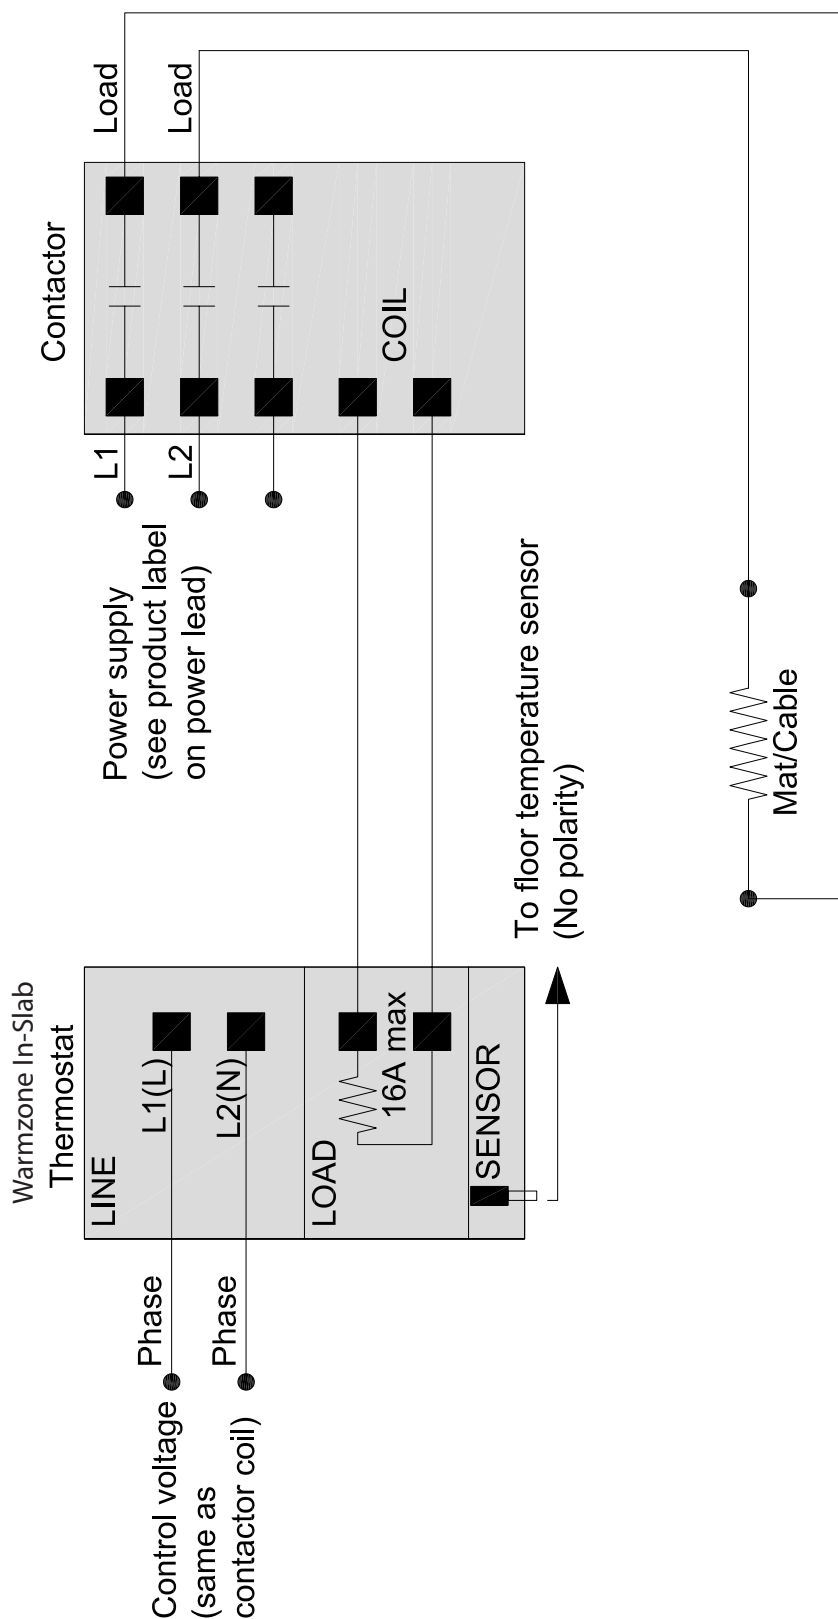 Warmzone In-Slab
Thermostat
LINE
L1(L)
L2(N)
LOAD
16A max
SENSOR
Phase
Phase
Control voltage
(same as
contactor coil)
To floor temperature sensor
(No polarity)
Contactor
COIL
L1
L2
Power supply
(see product label
on power lead)
Load
Load
Mat/Cable